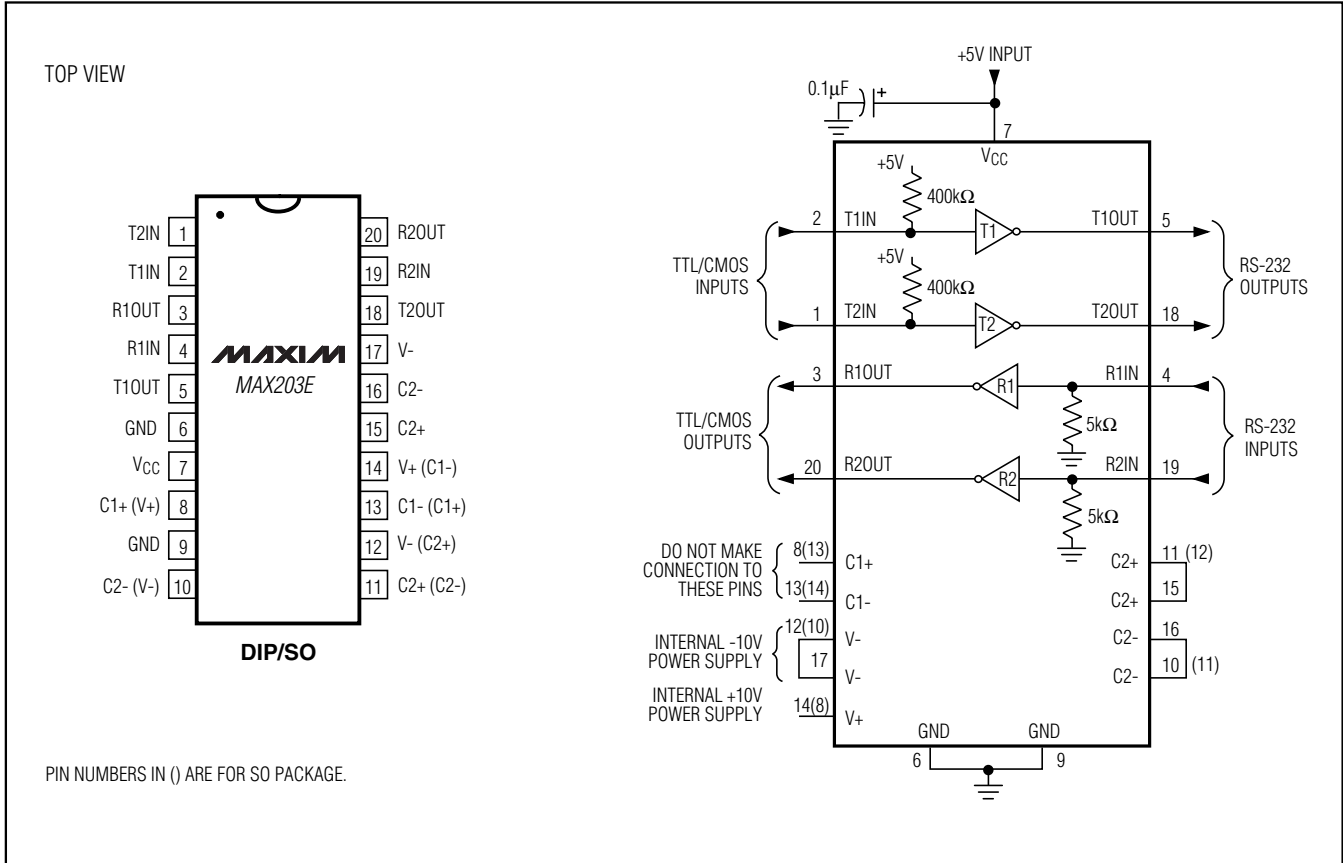 TOP VIEW
T2IN 1
T1IN 2
R1OUT 3
R1IN 4
T1OUT 5
GND 6
VCC 7
C1+ (V+) 8
GND 9
C2- (V-) 10
20 R2OUT
19 R2IN
18 T2OUT
17 V-
16 C2-
15 C2+
14 V+ (C1-)
13 C1- (C1+)
12 V- (C2+)
11 C2+ (C2-)
MAXIM
MAX203E
DIP/SO
PIN NUMBERS IN () ARE FOR SO PACKAGE.
+5V INPUT
0.1µF
+
7
VCC
+5V
400kΩ
2 T1IN T1 T1OUT 5
+5V
400kΩ
1 T2IN T2 T2OUT 18
TTL/CMOS
INPUTS
RS-232
OUTPUTS
3 R1OUT R1 R1IN 4
5kΩ
20 R2OUT R2 R2IN 19
5kΩ
TTL/CMOS
OUTPUTS
RS-232
INPUTS
DO NOT MAKE
CONNECTION TO
THESE PINS
8(13) C1+
13(14) C1-
INTERNAL -10V
POWER SUPPLY
12(10) V-
17 V-
INTERNAL +10V
POWER SUPPLY
14(8) V+
C2+ 11 (12)
C2+ 15
C2- 16
C2- 10 (11)
GND GND
6 9